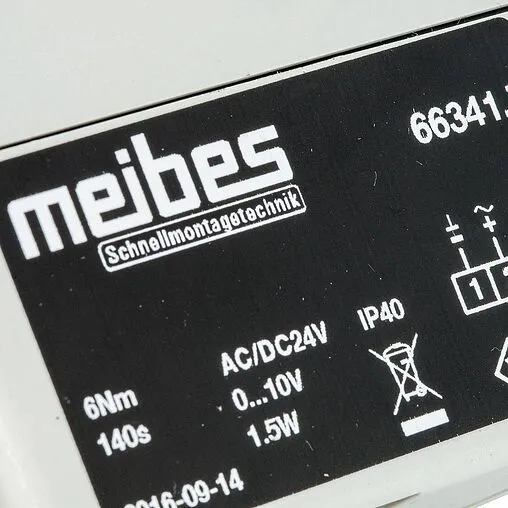 meibes
Schnellmontagetechnik
66341.
⊥ ~
1
AC/DC24V
IP40
6Nm
0...10V
140s
1.5W
2016-09-14